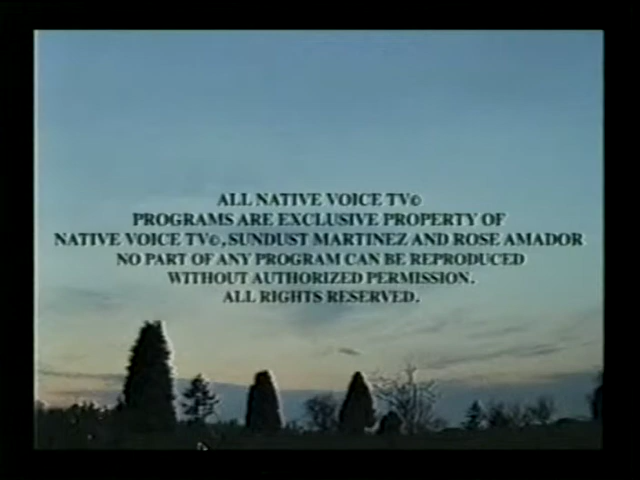 ALL NATIVE VOICE TV©
PROGRAMS ARE EXCLUSIVE PROPERTY OF
NATIVE VOICE TV©, SUNDUST MARTINEZ AND ROSE AMADOR
NO PART OF ANY PROGRAM CAN BE REPRODUCED
WITHOUT AUTHORIZED PERMISSION.
ALL RIGHTS RESERVED.